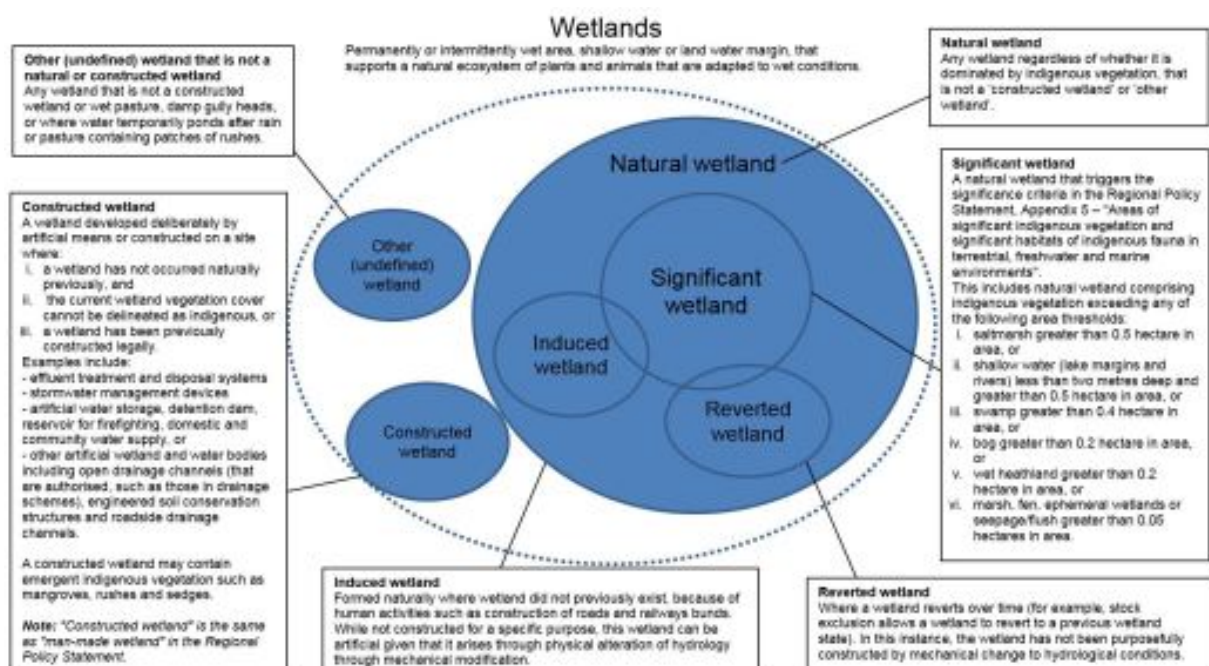 Wetlands
Permanently or intermittently wet area, shallow water or land water margin, that
supports a natural ecosystem of plants and animals that are adapted to wet conditions.
Other (undefined) wetland that is not a
natural or constructed wetland
Any wetland that is not a constructed
wetland or wet pasture, damp gully heads,
or where water temporarily ponds after rain
or pasture containing patches of rushes.
Natural wetland
Any wetland regardless of whether it is
dominated by indigenous vegetation, that
is not a 'constructed wetland' or 'other
wetland'.
Constructed wetland
A wetland developed deliberately by
artificial means or constructed on a site
where:
i. a wetland has not occurred naturally
previously, and
ii. the current wetland vegetation cover
cannot be delineated as indigenous, or
iii. a wetland has been previously
constructed legally.
Examples include:
- effluent treatment and disposal systems
- stormwater management devices
- artificial water storage, detention dam,
reservoir for firefighting, domestic and
community water supply, or
- other artificial wetland and water bodies
including open drainage channels (that
are authorised, such as those in drainage
schemes), engineered soil conservation
structures and roadside drainage
channels.
A constructed wetland may contain
emergent indigenous vegetation such as
mangroves, rushes and sedges.
Note: "Constructed wetland" is the same
as "man-made wetland" in the Regional
Policy Statement.
Natural wetland
Other
(undefined)
wetland
Significant
wetland
Induced
wetland
Reverted
wetland
Constructed
wetland
Significant wetland
A natural wetland that triggers the
significance criteria in the Regional Policy
Statement, Appendix 5 – "Areas of
significant indigenous vegetation and
significant habitats of indigenous fauna in
terrestrial, freshwater and marine
environments".
This includes natural wetland comprising
indigenous vegetation exceeding any of
the following area thresholds:
i. saltmarsh greater than 0.5 hectare in
area, or
ii. shallow water (lake margins and
rivers) less than two metres deep and
greater than 0.5 hectare in area, or
iii. swamp greater than 0.4 hectare in
area, or
iv. bog greater than 0.2 hectare in area,
or
v. wet heathland greater than 0.2
hectare in area, or
vi. marsh, fen, ephemeral wetlands or
seepage/flush greater than 0.05
hectares in area.
Induced wetland
Formed naturally where wetland did not previously exist, because of
human activities such as construction of roads and railways bunds.
While not constructed for a specific purpose, this wetland can be
artificial given that it arises through physical alteration of hydrology
through mechanical modification.
Reverted wetland
Where a wetland reverts over time (for example, stock
exclusion allows a wetland to revert to a previous wetland
state). In this instance, the wetland has not been purposefully
constructed by mechanical change to hydrological conditions.